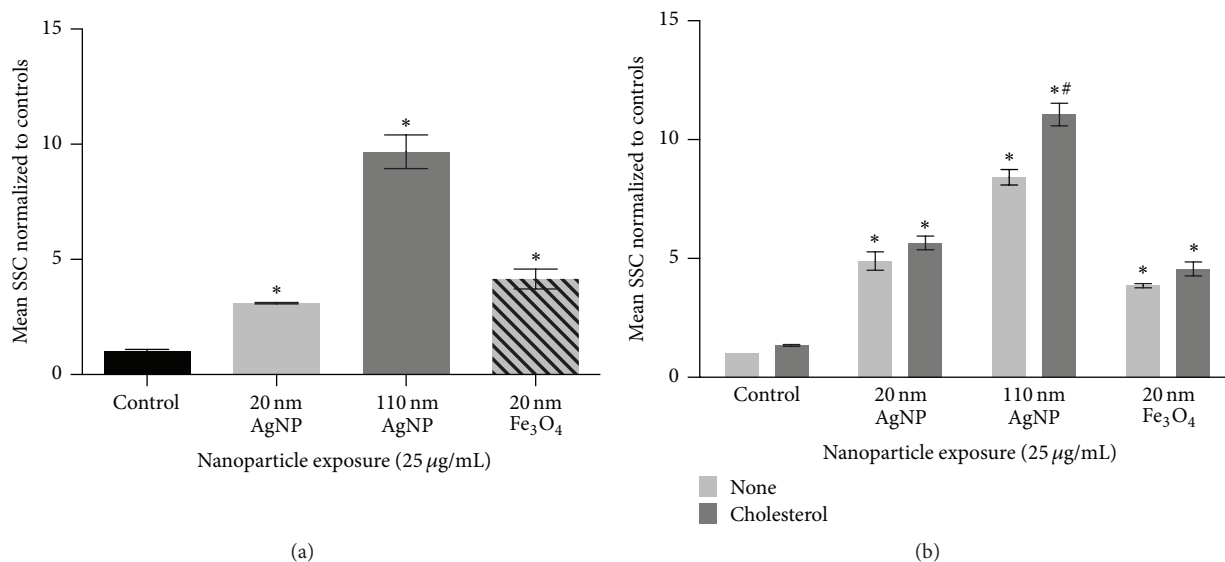 Mean SSC normalized to controls
15
10
5
0
*
*
*
Control
20 nm
AgNP
110 nm
AgNP
20 nm
Fe₃O₄
Nanoparticle exposure (25 μg/mL)
(a)
Mean SSC normalized to controls
15
10
5
0
*
*
*
*#
*
*
Control
20 nm
AgNP
110 nm
AgNP
20 nm
Fe₃O₄
Nanoparticle exposure (25 μg/mL)
None
Cholesterol
(b)